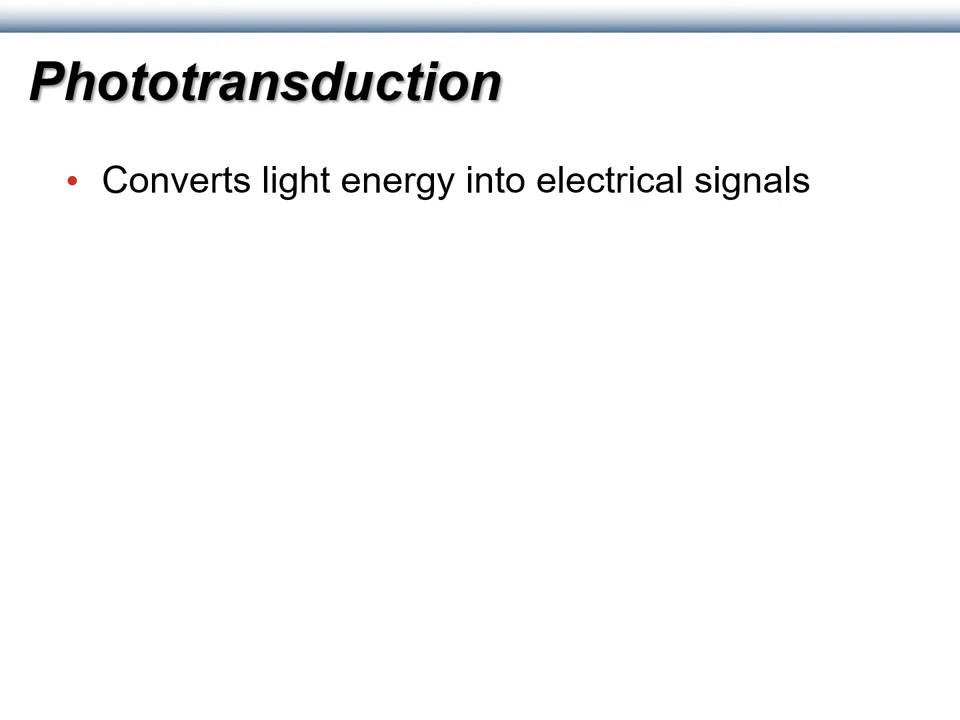 Phototransduction
• Converts light energy into electrical signals